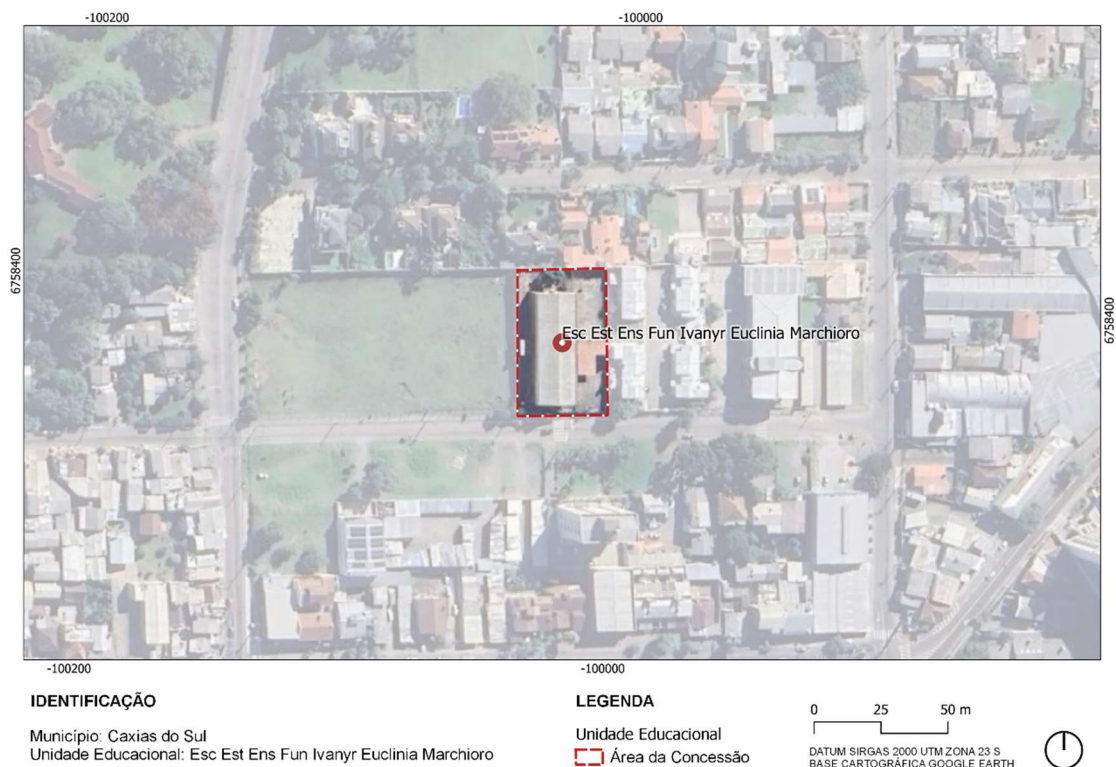 -100200 -100000
6758400
6758400
Esc Est Ens Fun Ivanyr Euclinia Marchioro
-100200 -100000
IDENTIFICAÇÃO
Município: Caxias do Sul
Unidade Educacional: Esc Est Ens Fun Ivanyr Euclinia Marchioro
LEGENDA
Unidade Educacional
Área da Concessão
0 25 50 m
DATUM SIRGAS 2000 UTM ZONA 23 S
BASE CARTOGRÁFICA GOOGLE EARTH